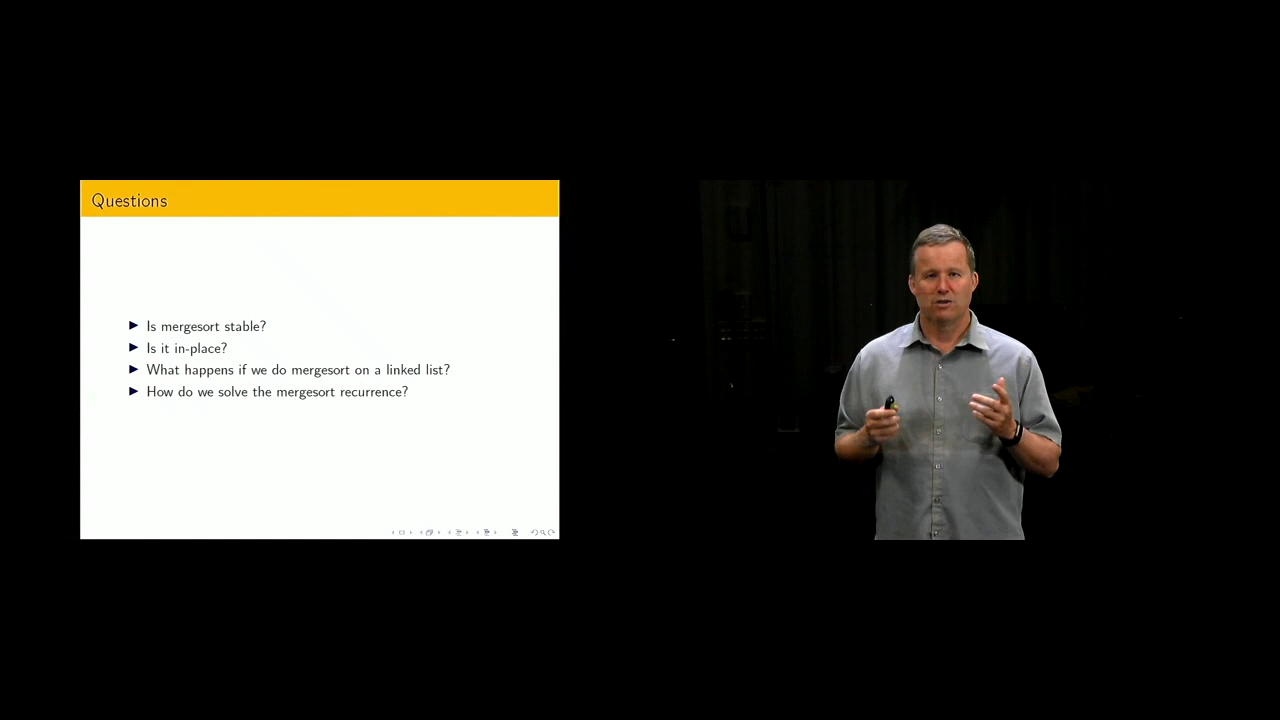 Questions
Is mergesort stable?
Is it in-place?
What happens if we do mergesort on a linked list?
How do we solve the mergesort recurrence?